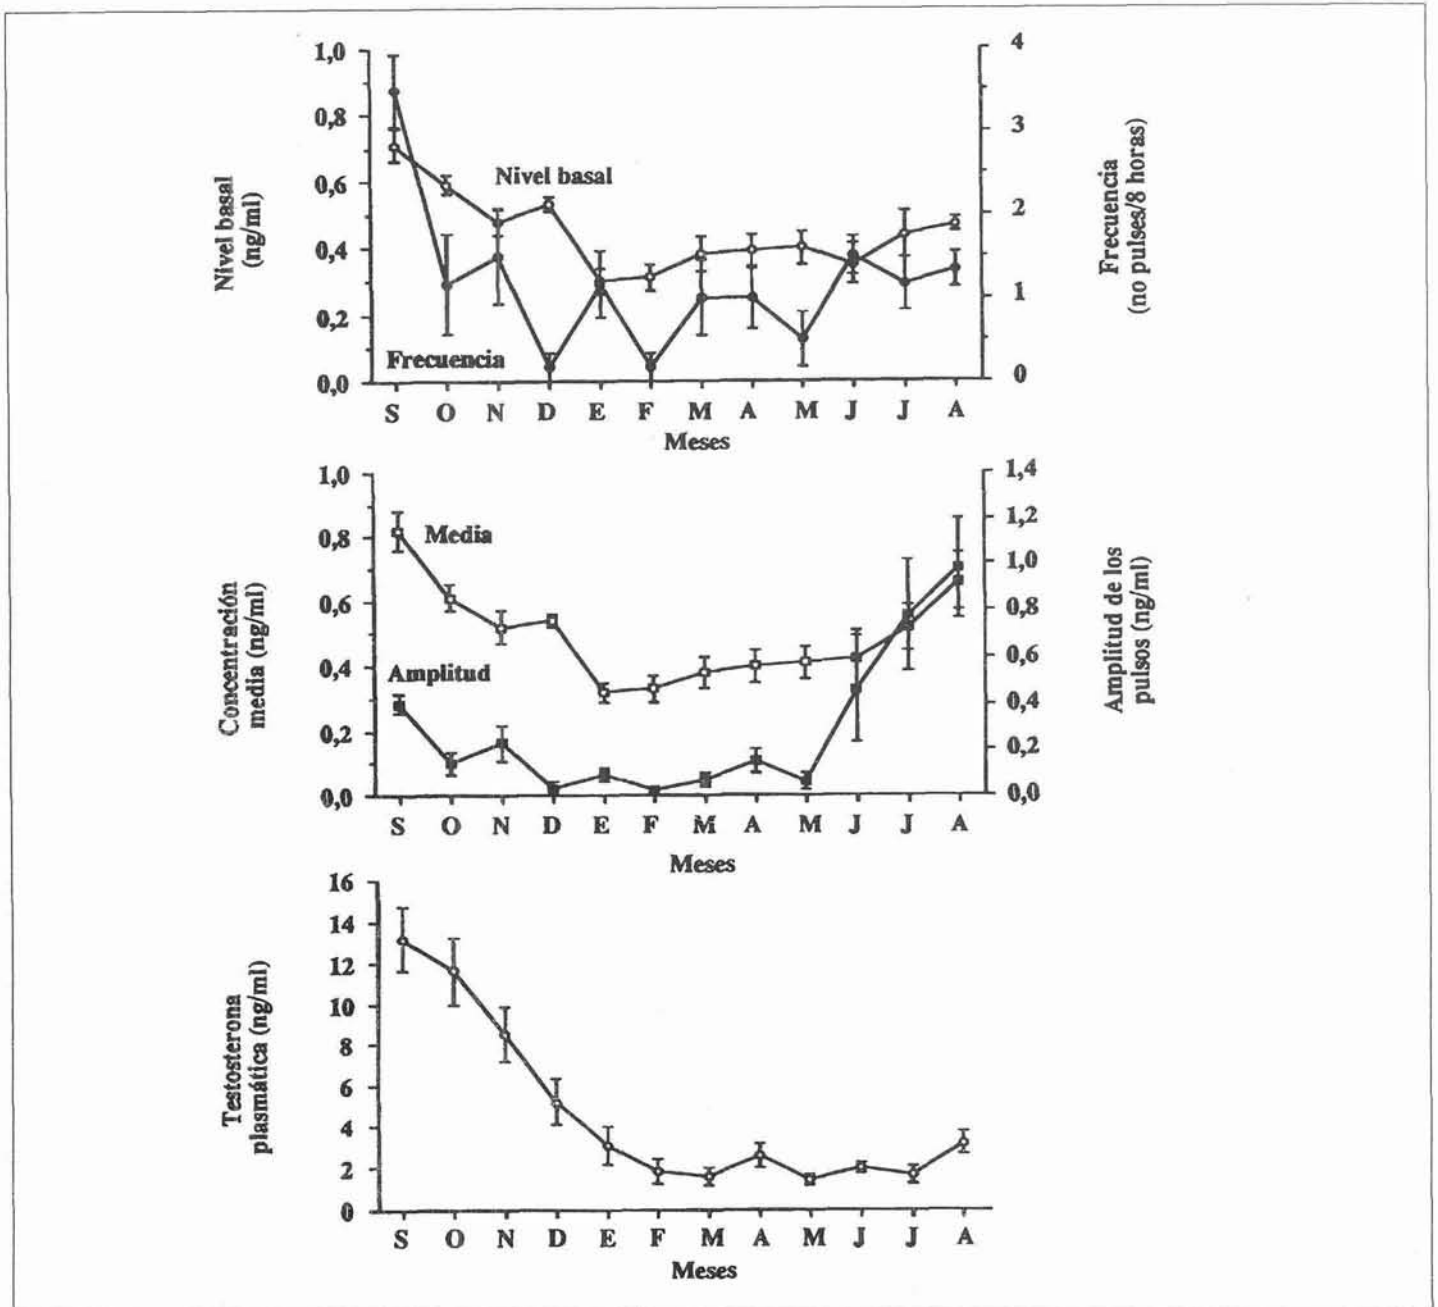 1,0
0,8
0,6
0,4
0,2
0,0
Nivel basal
(ng/ml)
4
3
2
1
0
Frecuencia
(no pulses/8 horas)
Nivel basal
Frecuencia
S O N D E F M A M J J A
Meses
1,0
0,8
0,6
0,4
0,2
0,0
Concentración
media (ng/ml)
1,4
1,2
1,0
0,8
0,6
0,4
0,2
0,0
Amplitud de los
pulsos (ng/ml)
Media
Amplitud
S O N D E F M A M J J A
Meses
16
14
12
10
8
6
4
2
0
Testosterona
plasmática (ng/ml)
S O N D E F M A M J J A
Meses